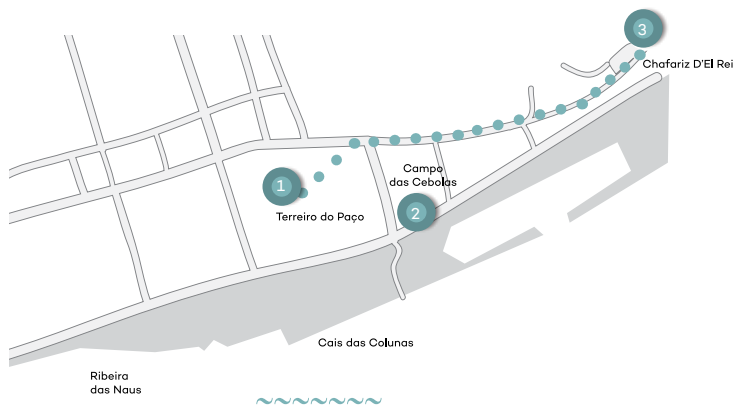 3
Chafariz D'El Rei
Campo
das Cebolas
1
2
Terreiro do Paço
Cais das Colunas
Ribeira
das Naus